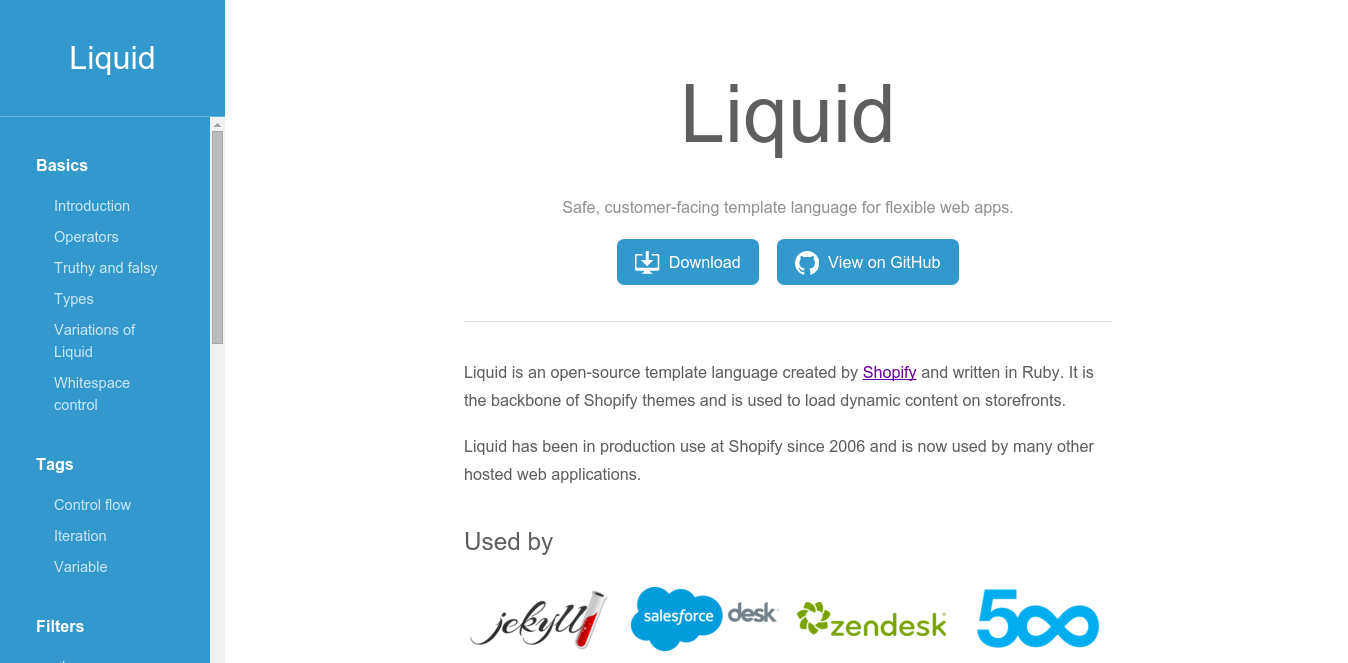 Liquid
Basics
Introduction
Operators
Truthy and falsy
Types
Variations of
Liquid
Whitespace
control
Tags
Control flow
Iteration
Variable
Filters
Liquid
Safe, customer-facing template language for flexible web apps.
Download
View on GitHub
Liquid is an open-source template language created by Shopify and written in Ruby. It is
the backbone of Shopify themes and is used to load dynamic content on storefronts.
Liquid has been in production use at Shopify since 2006 and is now used by many other
hosted web applications.
Used by
jekyll
salesforce desk
zendesk
500